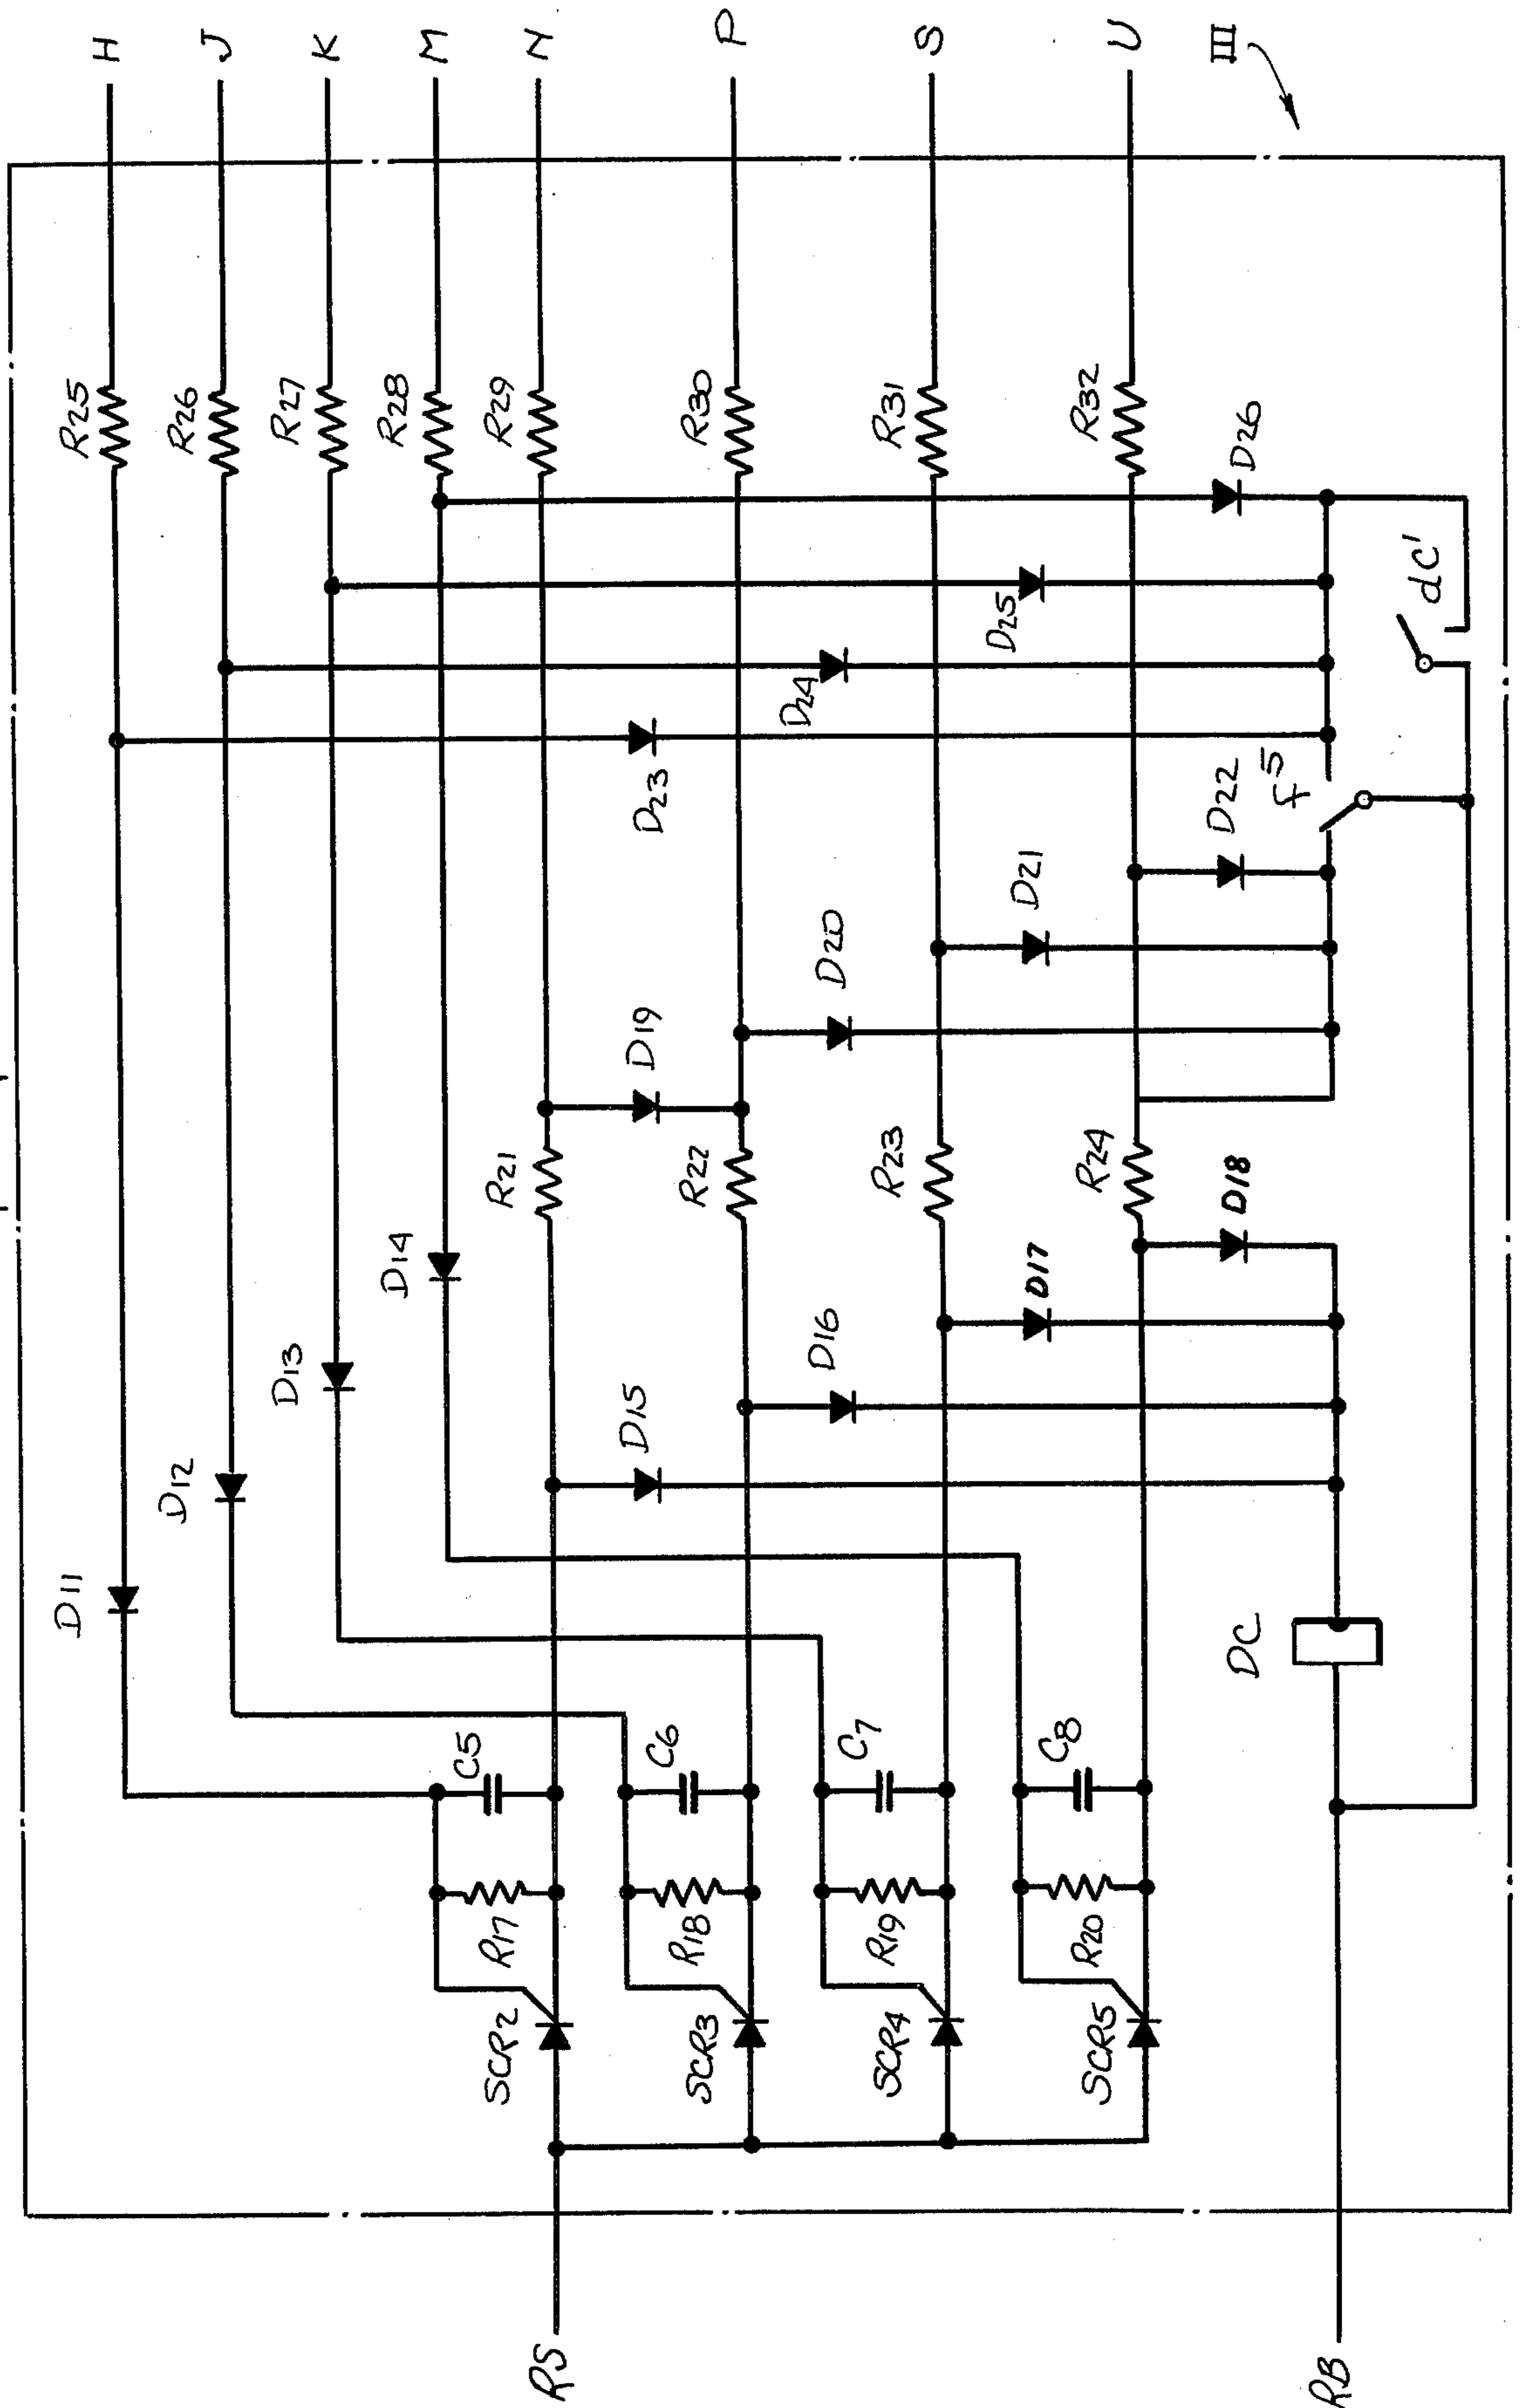 H
J
K
M
N
P
S
U
III
R25
R26
R27
R28
R29
R30
R31
R32
D26
D25
dC'
D24
D23
f5
D22
D21
D20
D19
R21
R22
R23
R24
D18
D17
D14
D16
D13
D15
D12
D11
DC
C5
C6
C7
C8
R17
R18
R19
R20
SCR2
SCR3
SCR4
SCR5
RS
RB